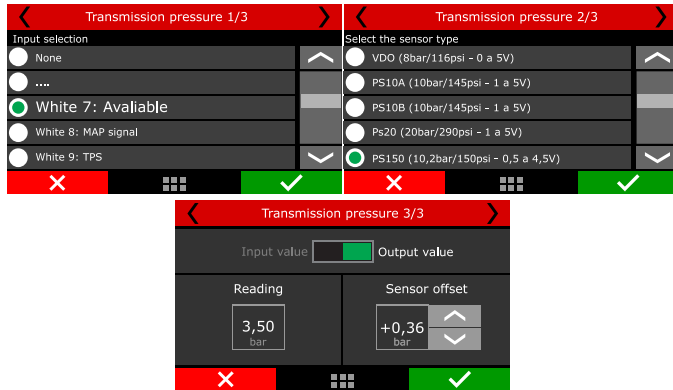 Transmission pressure 1/3
Input selection
None
....
White 7: Avaliable
White 8: MAP signal
White 9: TPS
Transmission pressure 2/3
Select the sensor type
VDO (8bar/116psi - 0 a 5V)
PS10A (10bar/145psi - 1 a 5V)
PS10B (10bar/145psi - 1 a 5V)
Ps20 (20bar/290psi - 1 a 5V)
PS150 (10,2bar/150psi - 0,5 a 4,5V)
Transmission pressure 3/3
Input value Output value
Reading
3,50
bar
Sensor offset
+0,36
bar